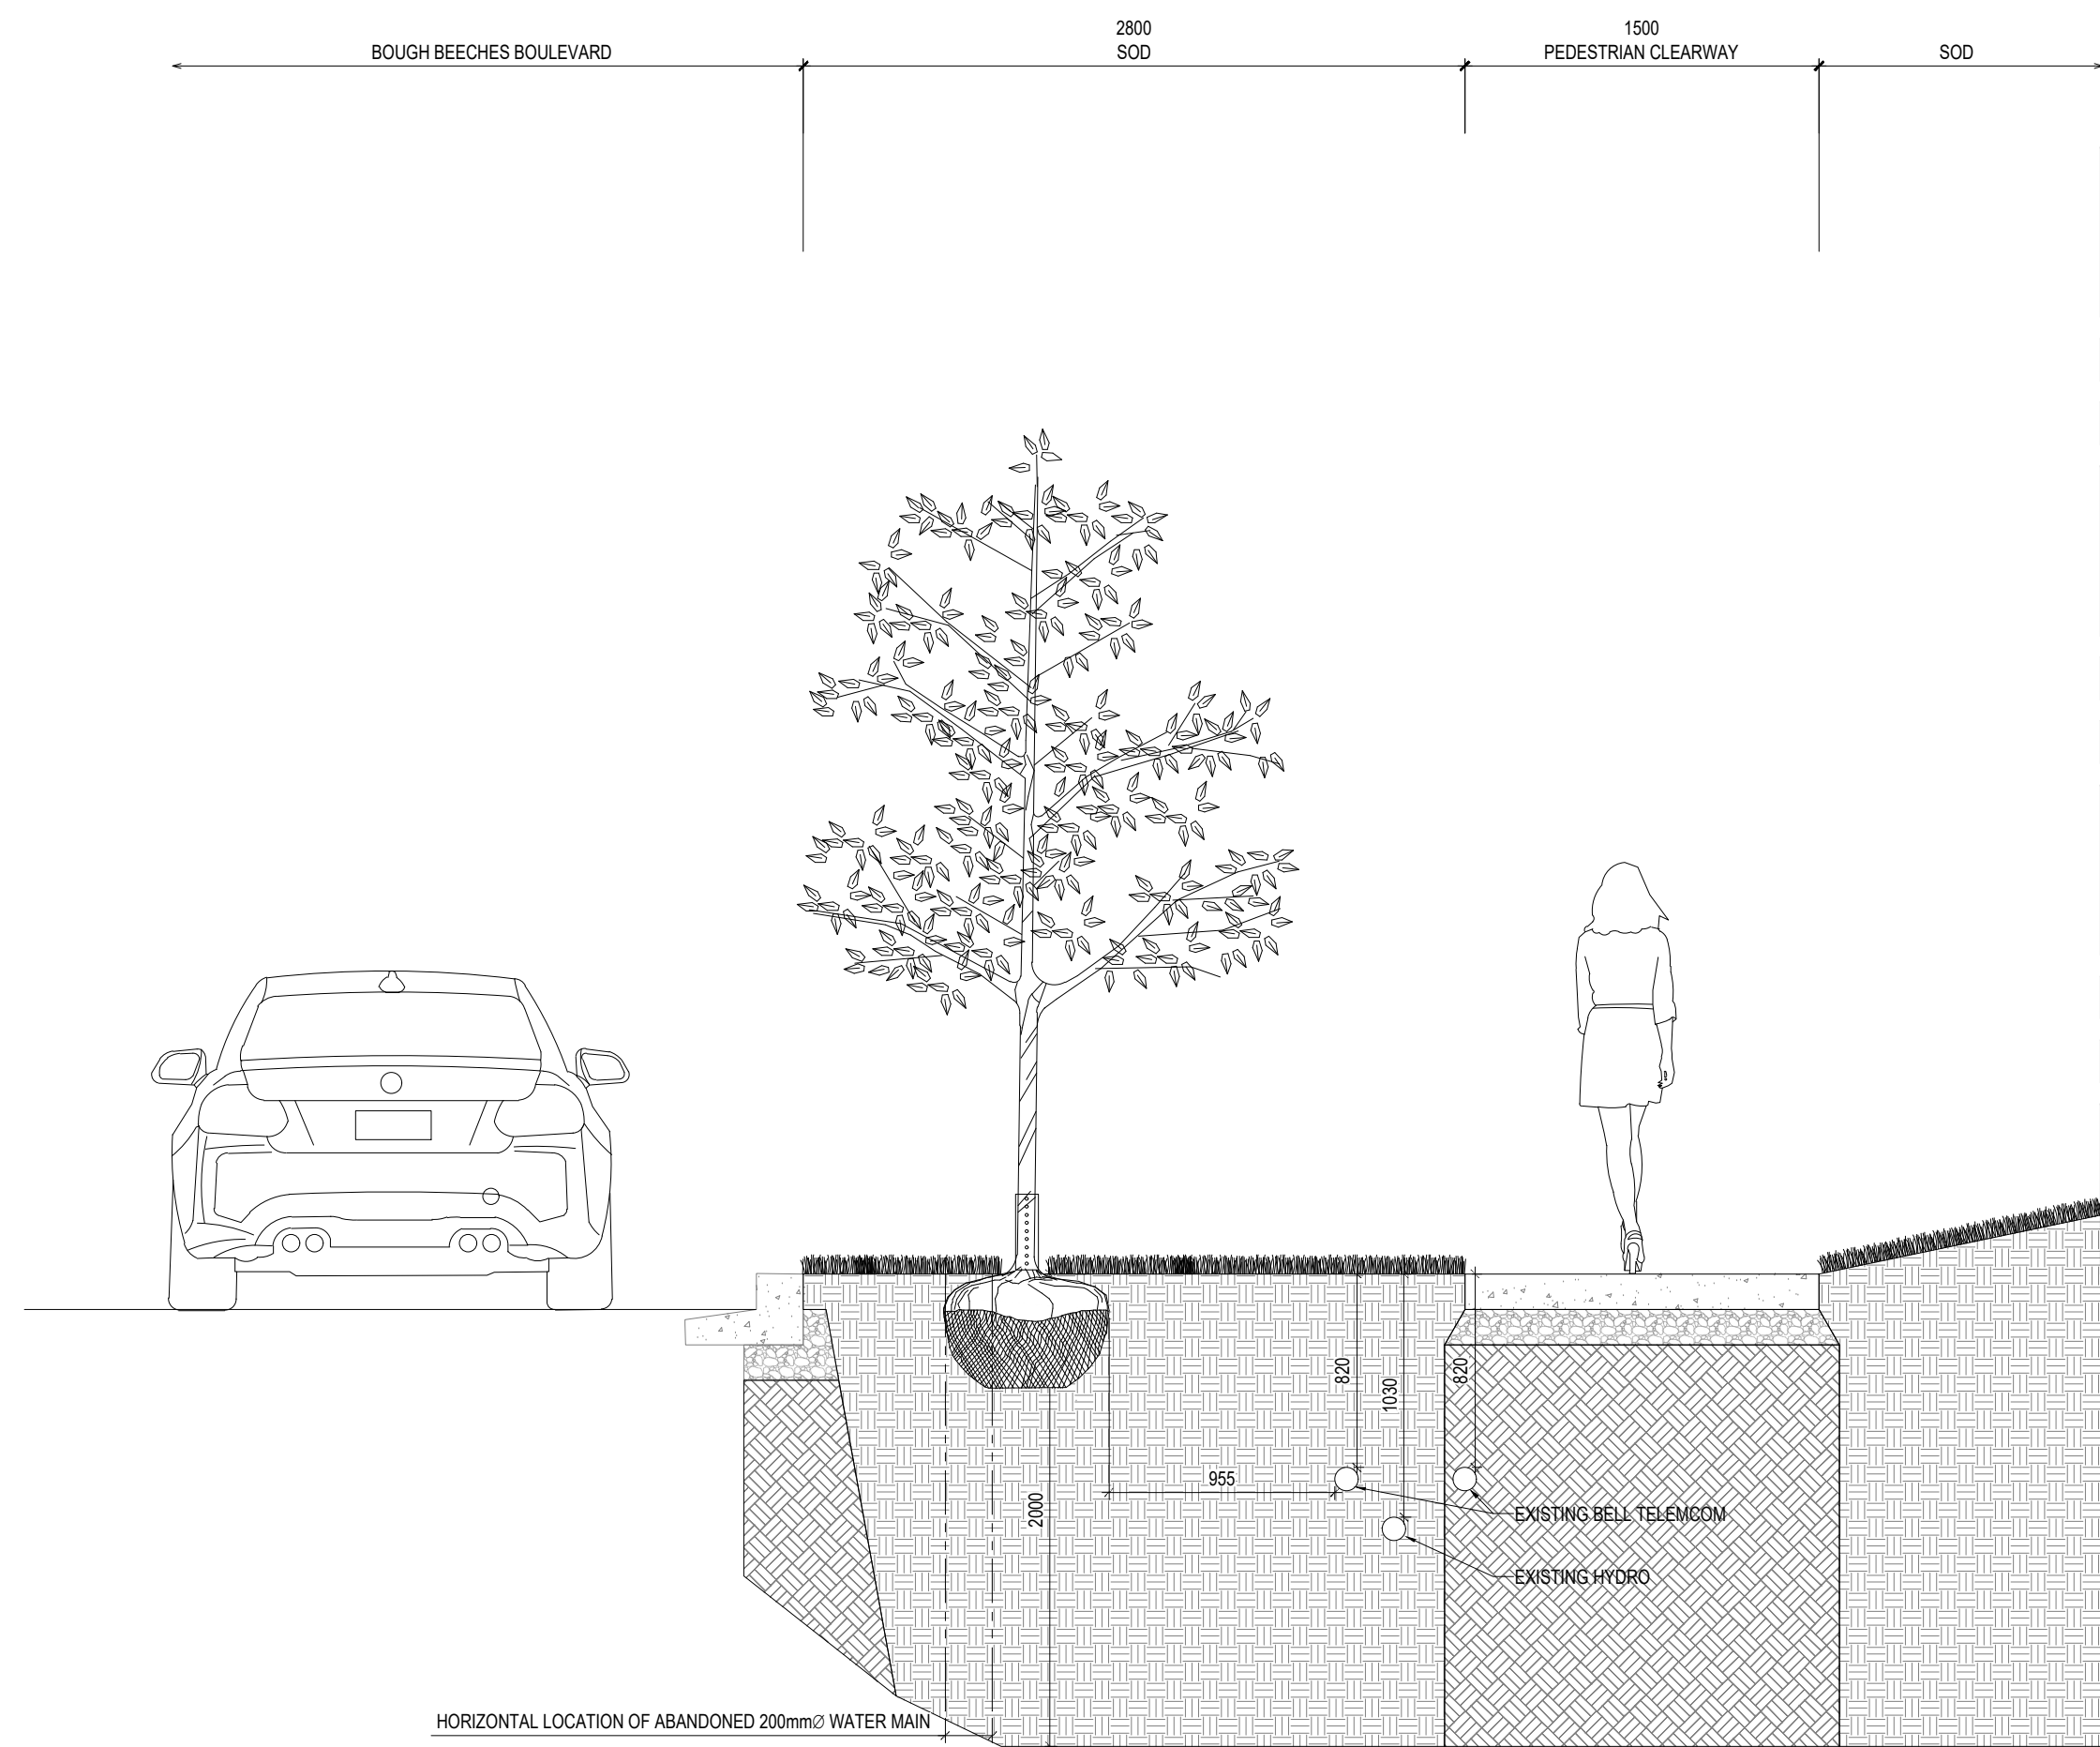 2800
1500
BOUGH BEECHES BOULEVARD
SOD
PEDESTRIAN CLEARWAY
SOD
820
1030
820
955
2000
EXISTING BELL TELEMCOM
EXISTING HYDRO
HORIZONTAL LOCATION OF ABANDONED 200mm∅ WATER MAIN